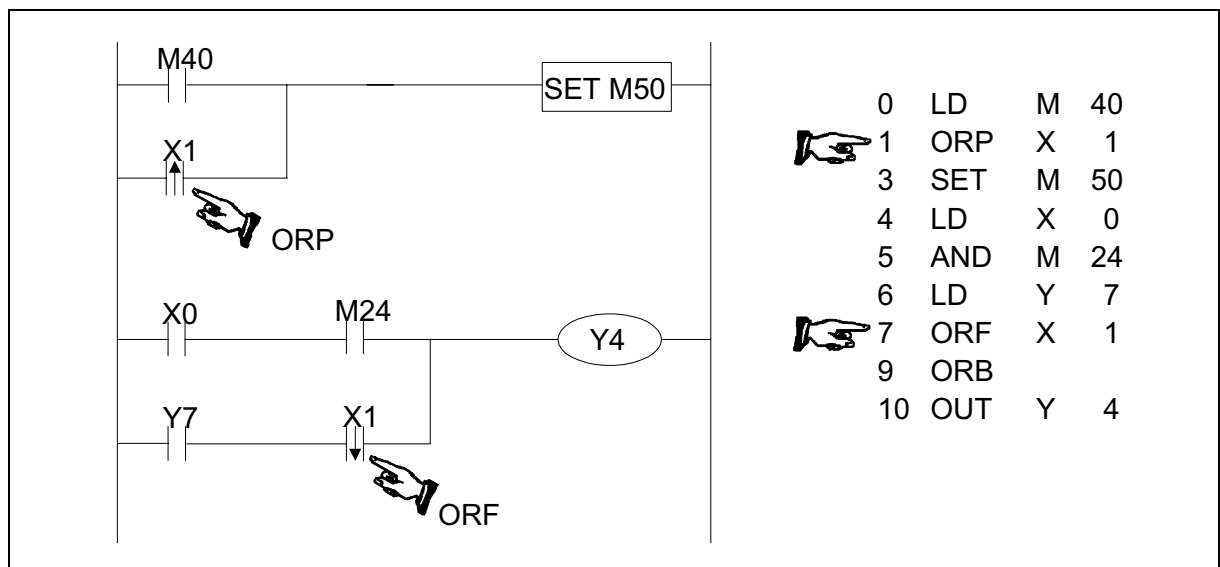 M40
SET M50
X1
ORP
X0 M24
Y4
Y7 X1
ORF
0 LD M 40
1 ORP X 1
3 SET M 50
4 LD X 0
5 AND M 24
6 LD Y 7
7 ORF X 1
9 ORB
10 OUT Y 4